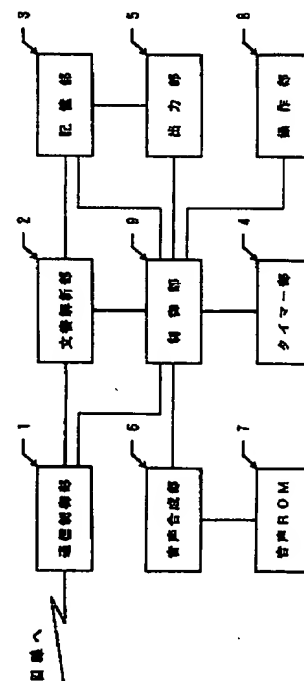 回線へ
1
通信制御部
2
文書解析部
3
記憶部
6
音声合成部
9
制御部
5
出力部
7
音声ROM
4
タイマー部
8
操作部